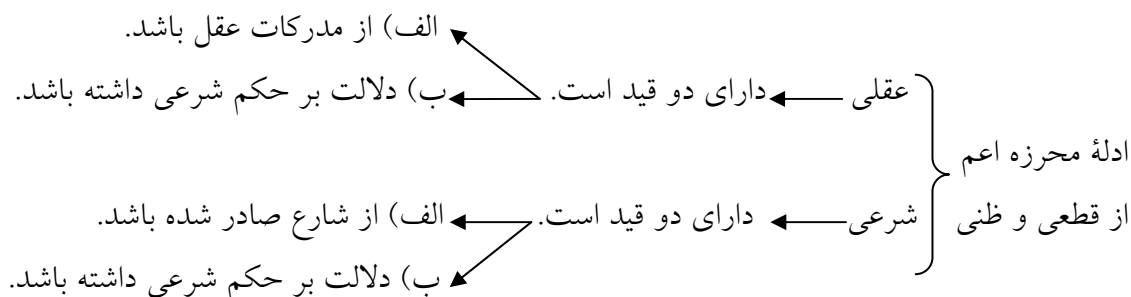 الف) از مدرکات عقل باشد.
عقلی دارای دو قید است. ب) دلالت بر حکم شرعی داشته باشد.
ادلۀ محرزه اعم
از قطعی و ظنی شرعی دارای دو قید است. الف) از شارع صادر شده باشد.
ب) دلالت بر حکم شرعی داشته باشد.